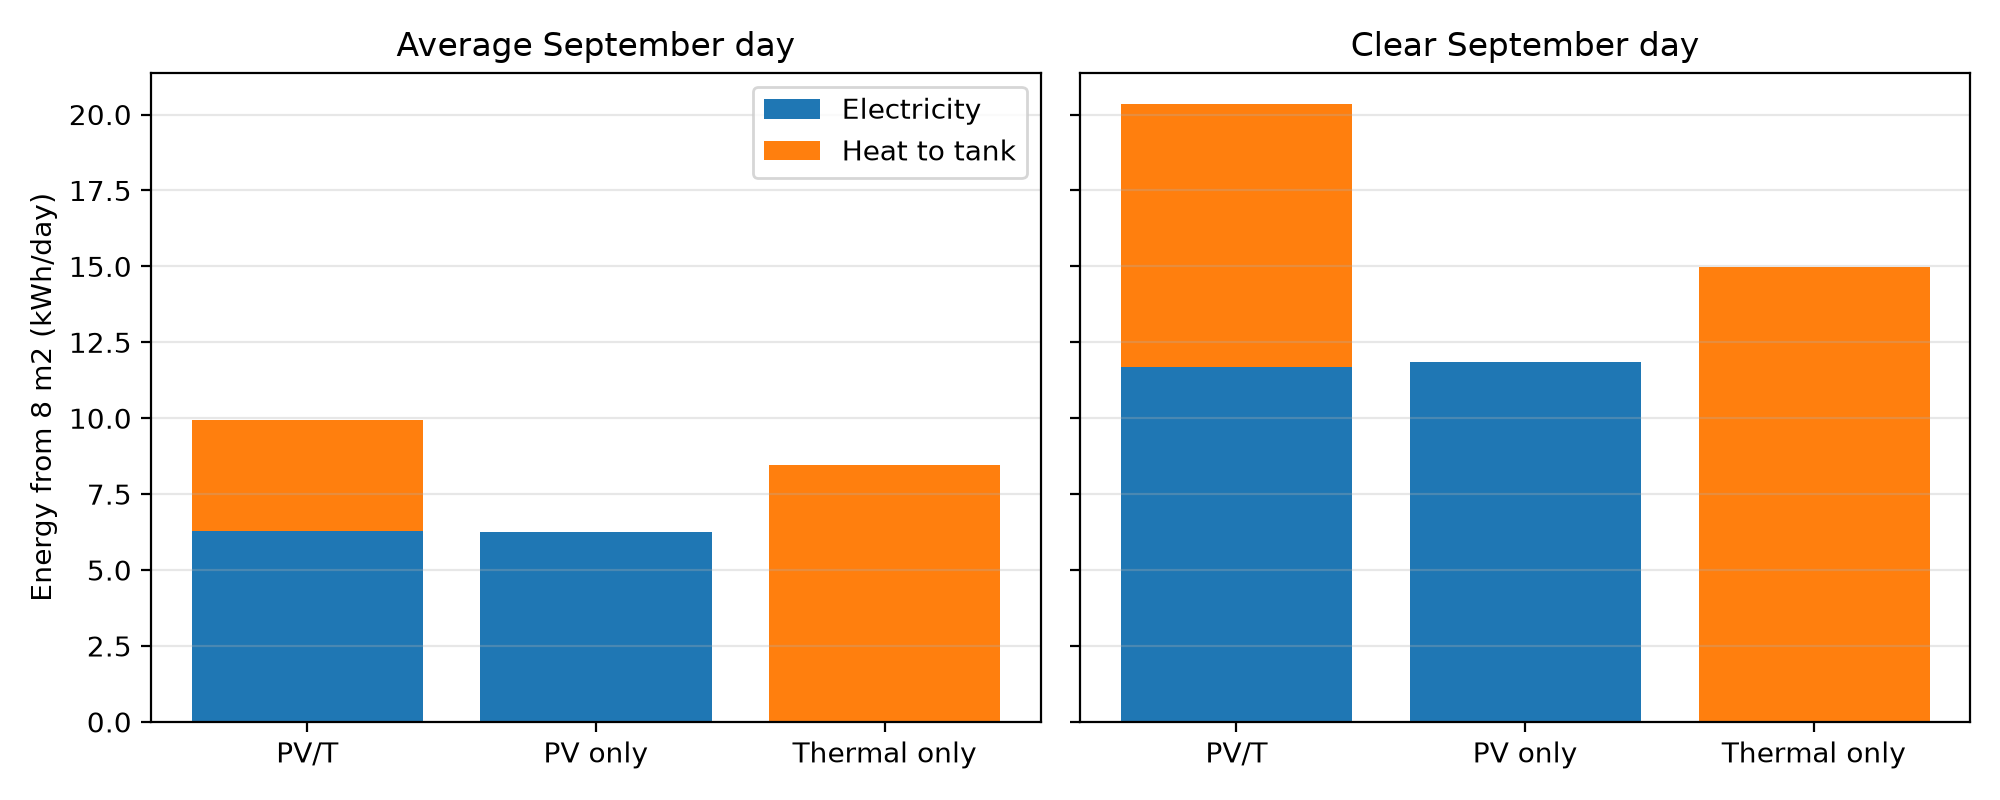 Average September day
Clear September day
Energy from 8 m2 (kWh/day)
20.0
17.5
15.0
12.5
10.0
7.5
5.0
2.5
0.0
Electricity
Heat to tank
PV/T
PV only
Thermal only
PV/T
PV only
Thermal only